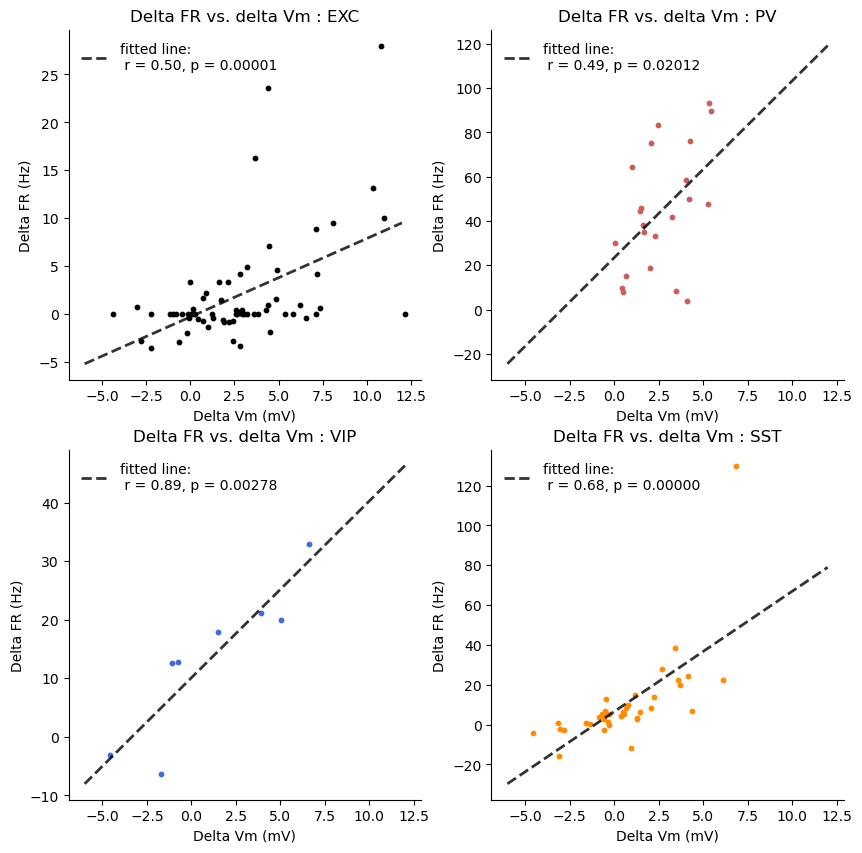 Delta FR vs. delta Vm : EXC
fitted line:
r = 0.50, p = 0.00001
25
20
15
10
5
0
−5
Delta FR (Hz)
−5.0 −2.5 0.0 2.5 5.0 7.5 10.0 12.5
Delta Vm (mV)
Delta FR vs. delta Vm : PV
fitted line:
r = 0.49, p = 0.02012
120
100
80
60
40
20
0
−20
Delta FR (Hz)
−5.0 −2.5 0.0 2.5 5.0 7.5 10.0 12.5
Delta Vm (mV)
Delta FR vs. delta Vm : VIP
fitted line:
r = 0.89, p = 0.00278
40
30
20
10
0
−10
Delta FR (Hz)
−5.0 −2.5 0.0 2.5 5.0 7.5 10.0 12.5
Delta Vm (mV)
Delta FR vs. delta Vm : SST
fitted line:
r = 0.68, p = 0.00000
120
100
80
60
40
20
0
−20
Delta FR (Hz)
−5.0 −2.5 0.0 2.5 5.0 7.5 10.0 12.5
Delta Vm (mV)